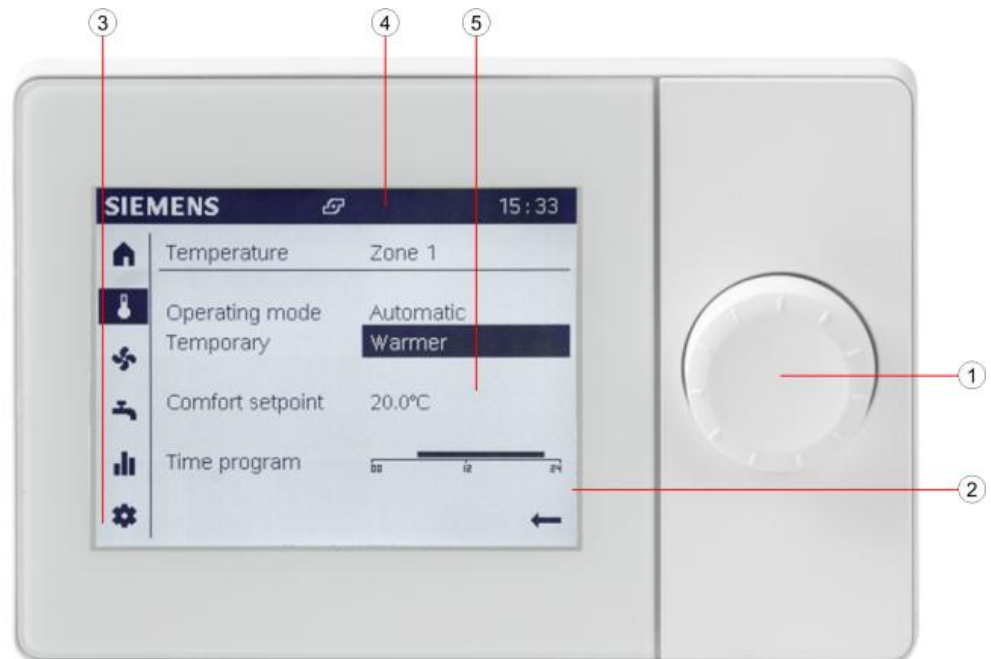 3 4 5
SIEMENS 15:33
Temperature Zone 1
Operating mode Automatic
Temporary Warmer
1
Comfort setpoint 20.0°C
Time program
00 12 24
2